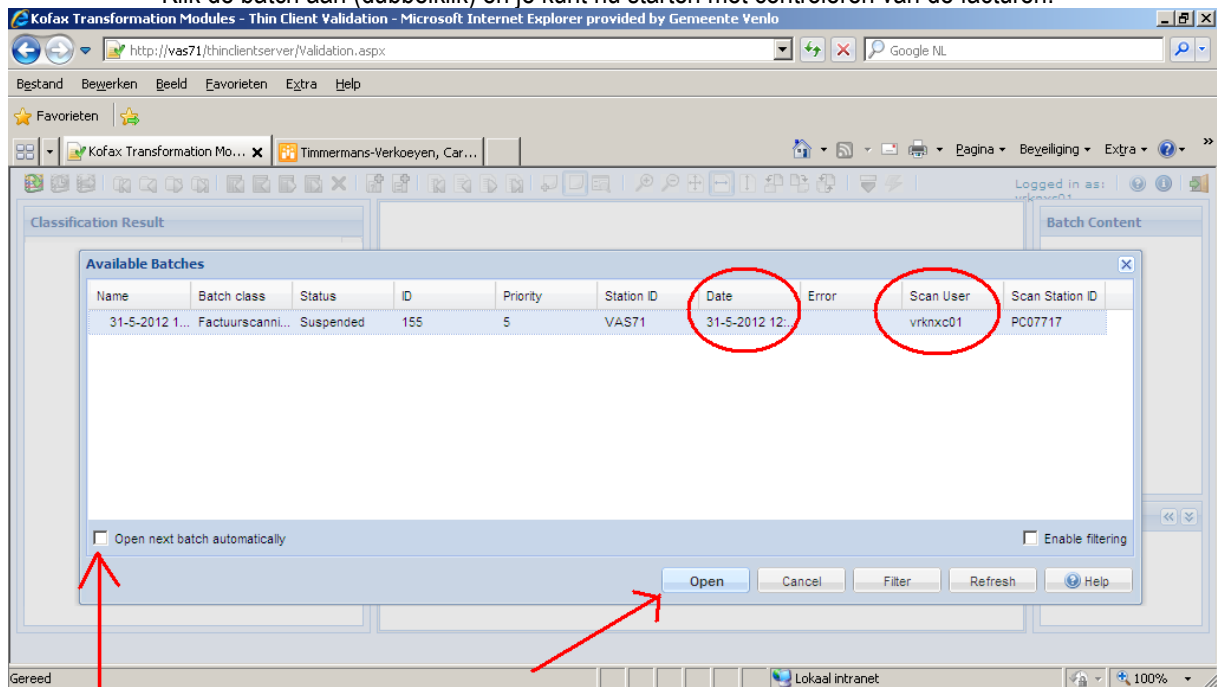 Klik de batch aan (dubbelklik) en je kunt nu starten met controleren van de facturen.
Kofax Transformation Modules - Thin Client Validation - Microsoft Internet Explorer provided by Gemeente Venlo
http://vas71/thinclientserver/Validation.aspx
Google NL
Bestand Bewerken Beeld Favorieten Extra Help
Favorieten
Kofax Transformation Mo... Timmermans-Verkoeyen, Car...
Pagina Beveiliging Extra
Logged in as:
vrknxc01
Classification Result
Batch Content
Available Batches
Name Batch class Status ID Priority Station ID Date Error Scan User Scan Station ID
31-5-2012 1... Factuurscanni... Suspended 155 5 VAS71 31-5-2012 12:... vrknxc01 PC07717
Open next batch automatically Enable filtering
Open Cancel Filter Refresh Help
Gereed Lokaal intranet 100%